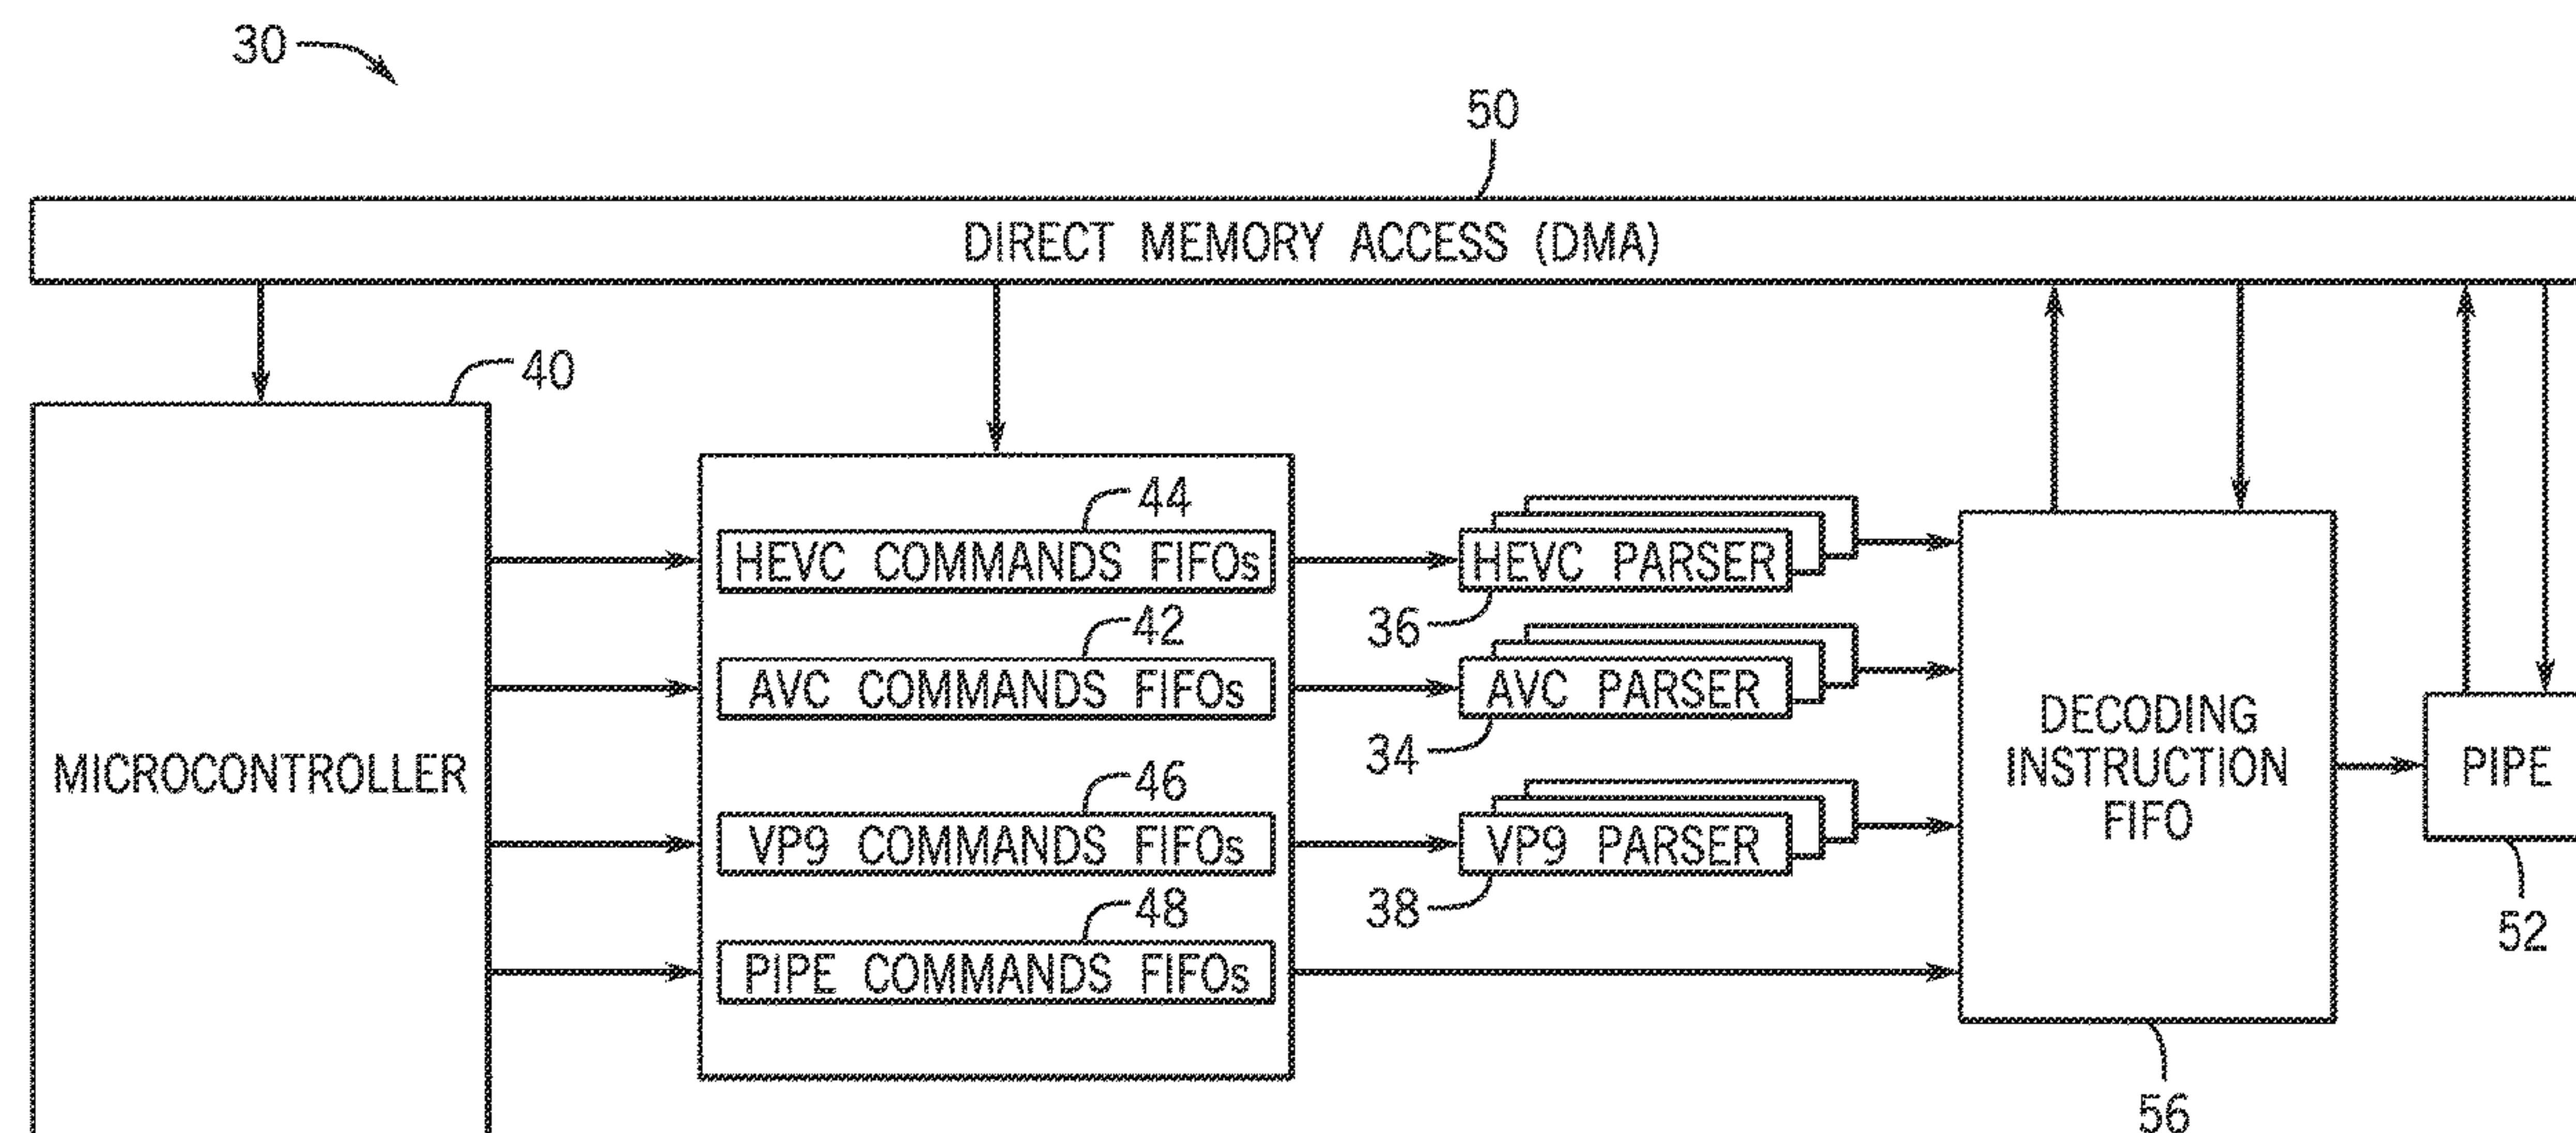 30
50
DIRECT MEMORY ACCESS (DMA)
40
MICROCONTROLLER
44
HEVC COMMANDS FIFOs
42
AVC COMMANDS FIFOs
46
VP9 COMMANDS FIFOs
48
PIPE COMMANDS FIFOs
HEVC PARSER
36
AVC PARSER
34
VP9 PARSER
38
DECODING
INSTRUCTION
FIFO
56
PIPE
52